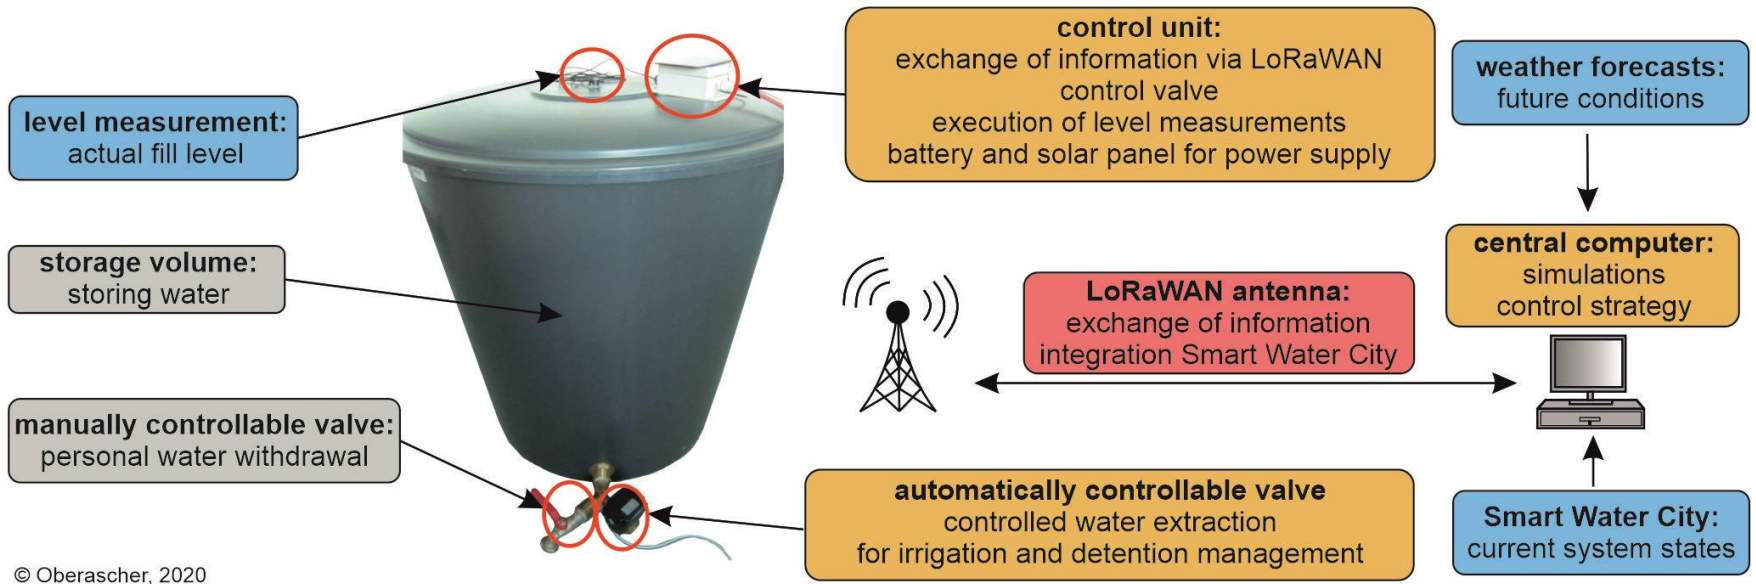 level measurement:
actual fill level
storage volume:
storing water
manually controllable valve:
personal water withdrawal
control unit:
exchange of information via LoRaWAN
control valve
execution of level measurements
battery and solar panel for power supply
LoRaWAN antenna:
exchange of information
integration Smart Water City
automatically controllable valve
controlled water extraction
for irrigation and detention management
weather forecasts:
future conditions
central computer:
simulations
control strategy
Smart Water City:
current system states
© Oberascher, 2020